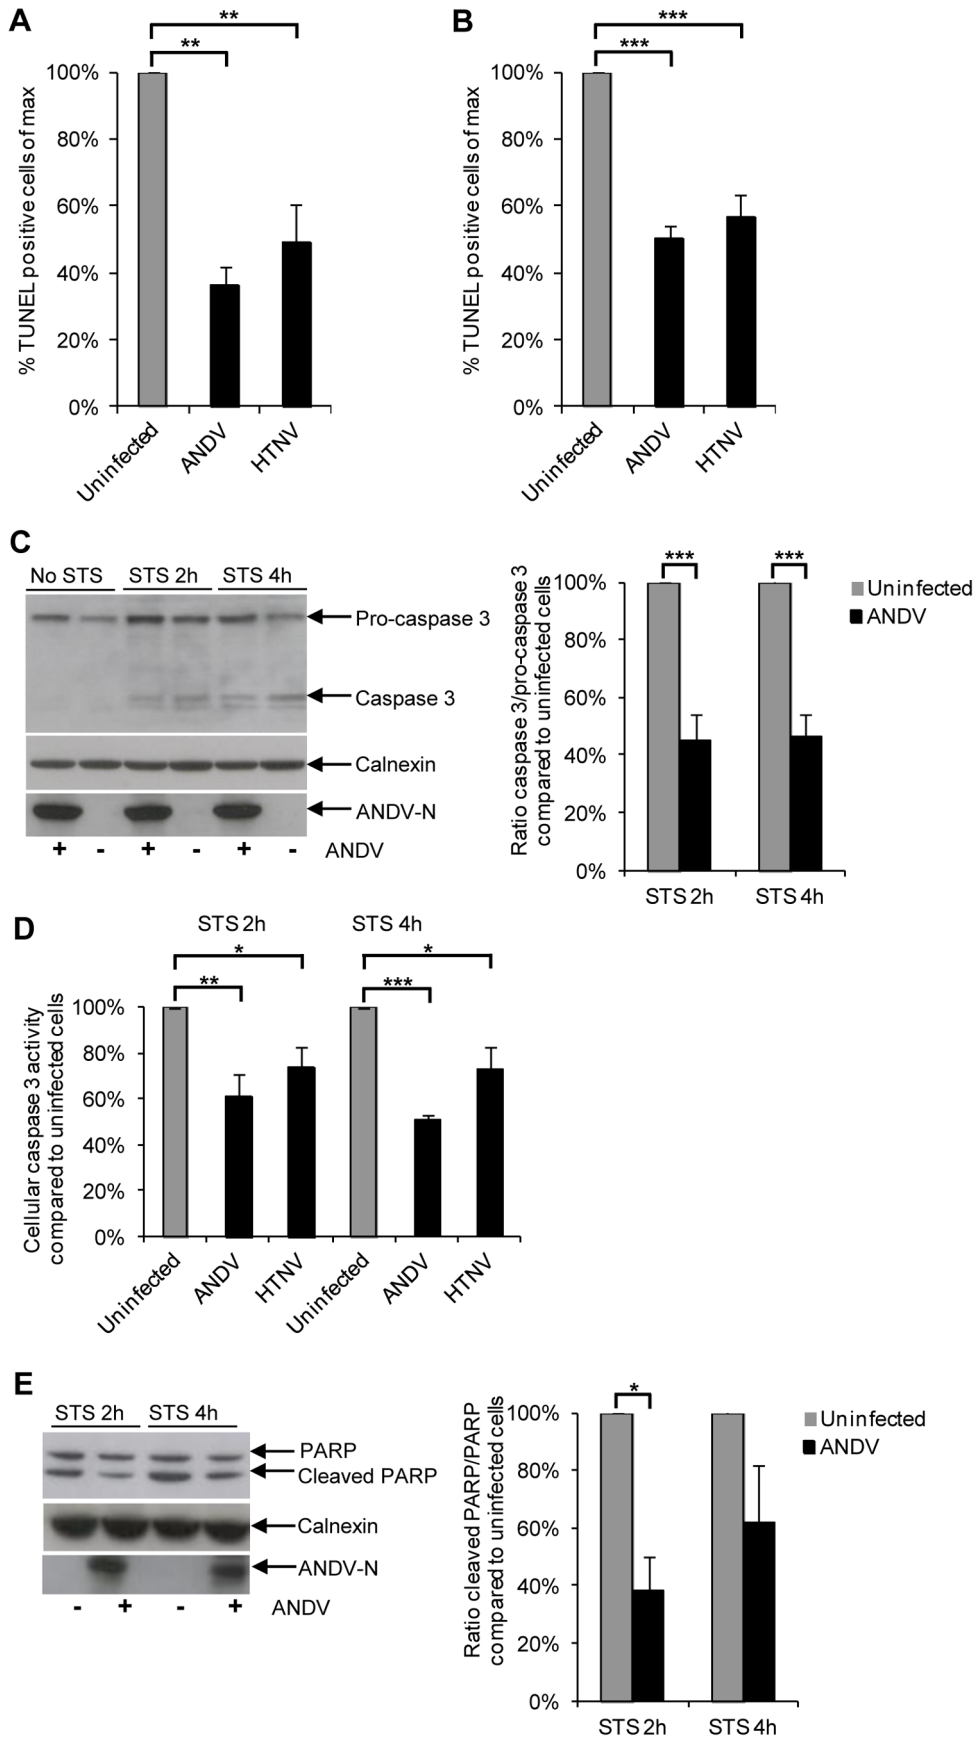 A
**
**
% TUNEL positive cells of max
100%
80%
60%
40%
20%
0%
Uninfected
ANDV
HTNV
B
***
***
% TUNEL positive cells of max
100%
80%
60%
40%
20%
0%
Uninfected
ANDV
HTNV
C
No STS STS 2h STS 4h
Pro-caspase 3
Caspase 3
Calnexin
ANDV-N
+ - + - + - ANDV
Ratio caspase 3/pro-caspase 3
compared to uninfected cells
*** ***
100%
80%
60%
40%
20%
0%
STS 2h STS 4h
Uninfected
ANDV
D
STS 2h STS 4h
* *
** ***
Cellular caspase 3 activity
compared to uninfected cells
100%
80%
60%
40%
20%
0%
Uninfected
ANDV
HTNV
Uninfected
ANDV
HTNV
E
STS 2h STS 4h
PARP
Cleaved PARP
Calnexin
ANDV-N
- + - + ANDV
Ratio cleaved PARP/PARP
compared to uninfected cells
*
100%
80%
60%
40%
20%
0%
STS 2h STS 4h
Uninfected
ANDV